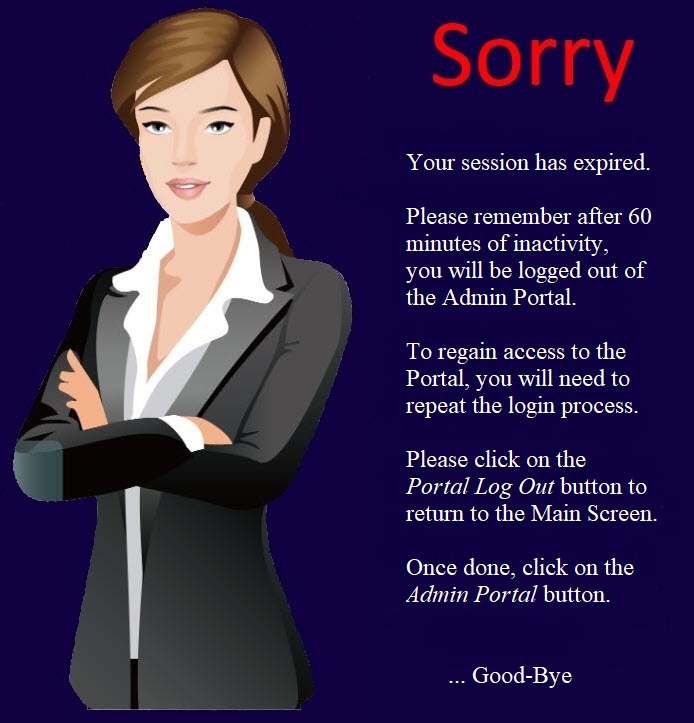 Sorry
Your session has expired.
Please remember after 60
minutes of inactivity,
you will be logged out of
the Admin Portal.
To regain access to the
Portal, you will need to
repeat the login process.
Please click on the
Portal Log Out button to
return to the Main Screen.
Once done, click on the
Admin Portal button.
... Good-Bye